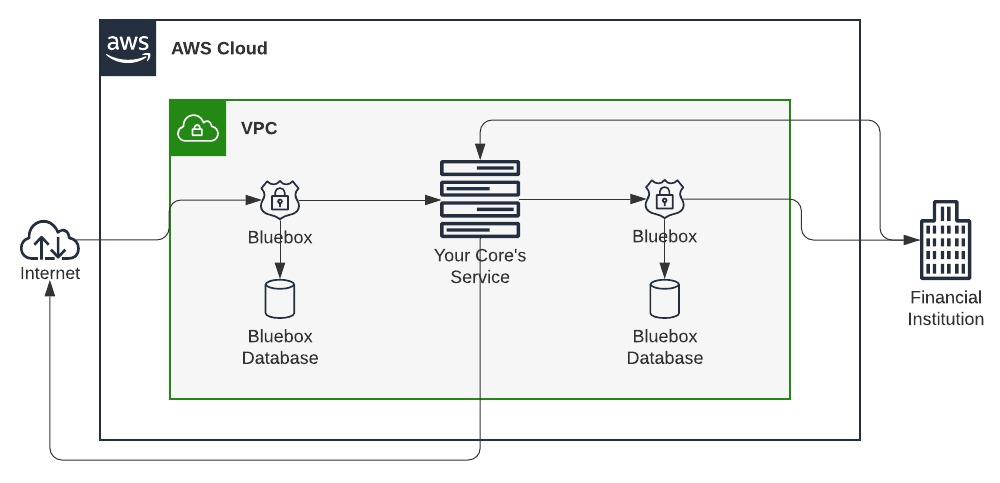 aws
AWS Cloud
VPC
Bluebox
Bluebox
Your Core's
Service
Internet
Bluebox
Database
Bluebox
Database
Financial
Institution